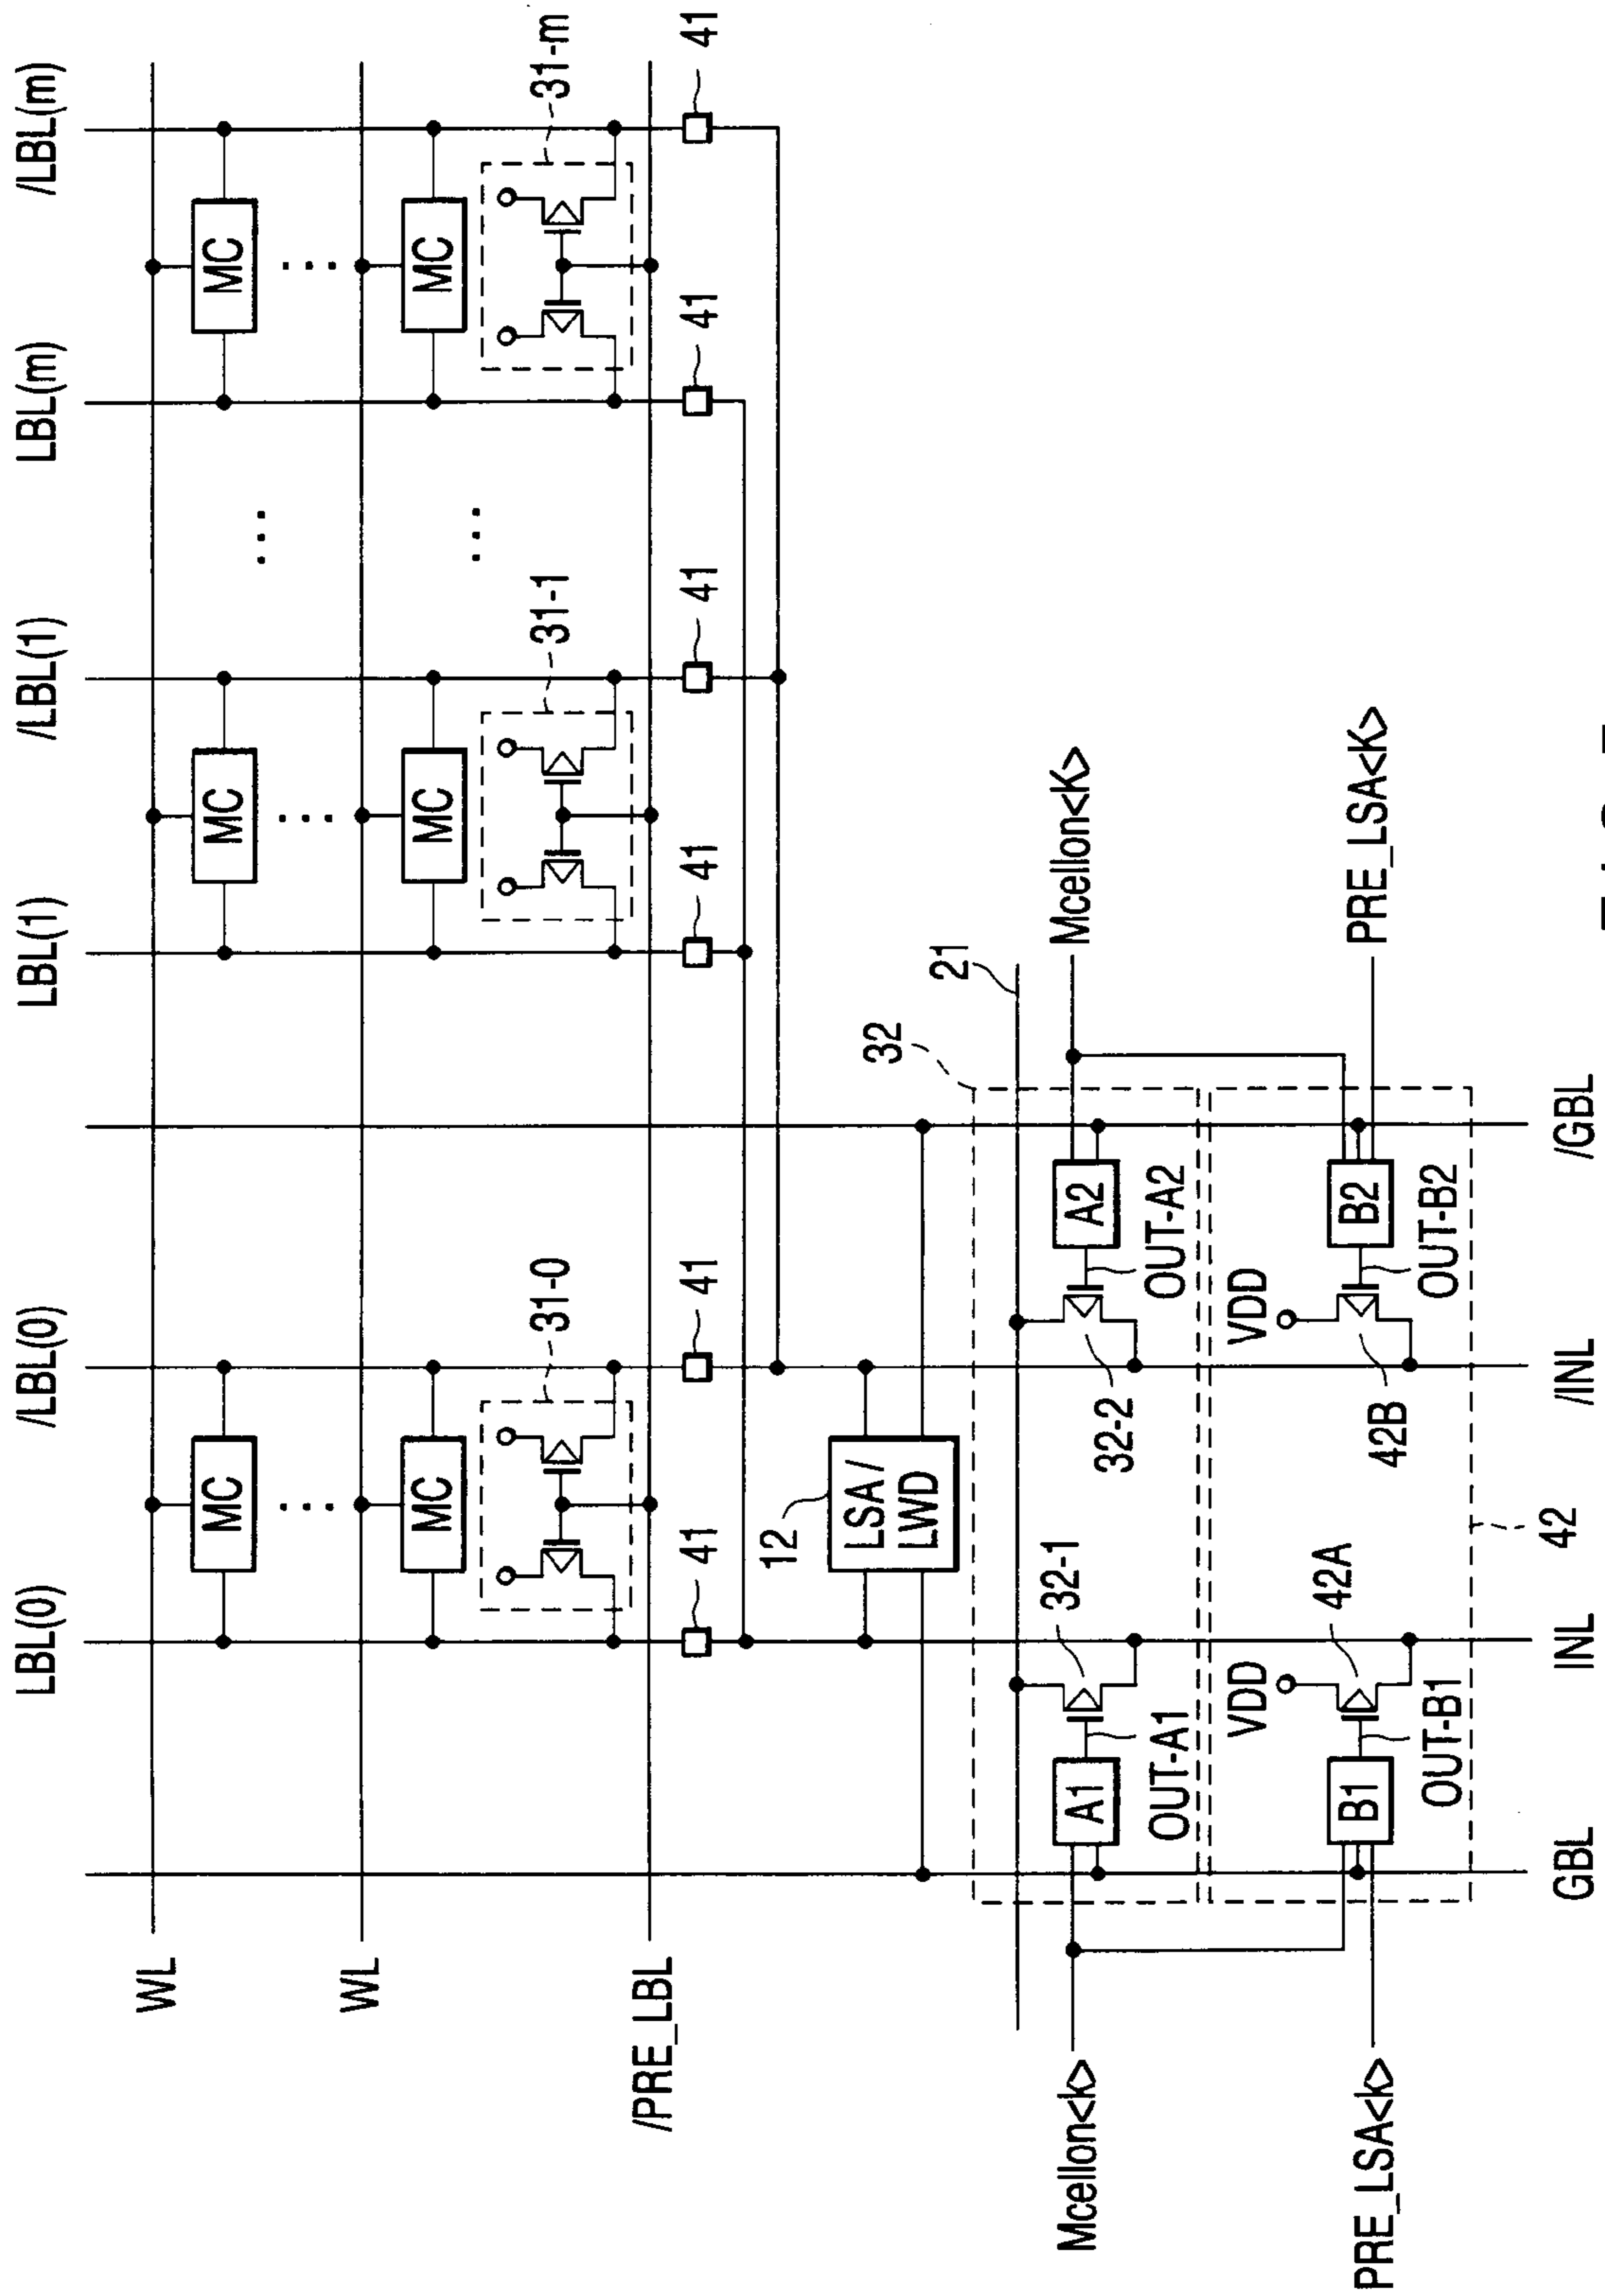 LBL(0)
/LBL(0)
LBL(1)
/LBL(1)
LBL(m)
/LBL(m)
WL
MC
MC
MC
WL
MC
MC
MC
31-0
31-1
31-m
/PRE_LBL
41
41
41
41
41
41
12
LSA /
LWD
32
21
Mcellon<k>
A1
32-1
32-2
A2
Mcellon<K>
OUT-A1
OUT-A2
VDD
VDD
PRE_LSA<k>
B1
42A
42B
B2
PRE_LSA<K>
OUT-B1
OUT-B2
42
GBL
INL
/INL
/GBL